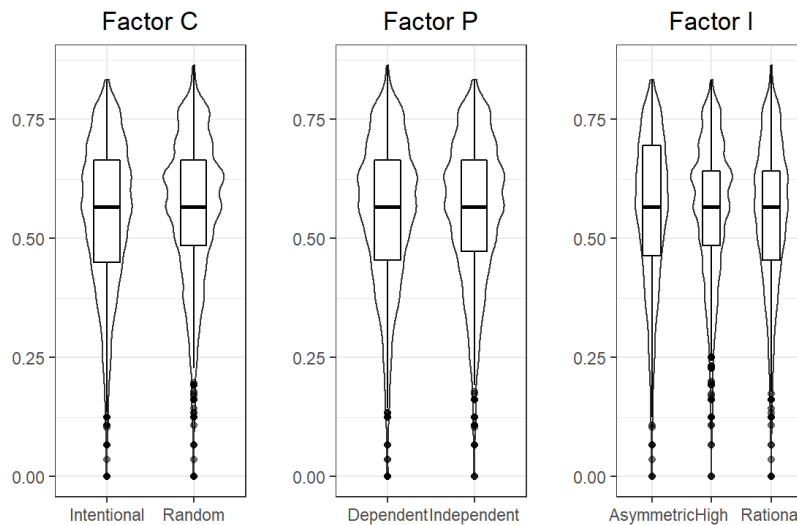 Factor C
Factor P
Factor I
0.75
0.50
0.25
0.00
Intentional
Random
0.75
0.50
0.25
0.00
Dependent
Independent
0.75
0.50
0.25
0.00
Asymmetric
High
Rationa